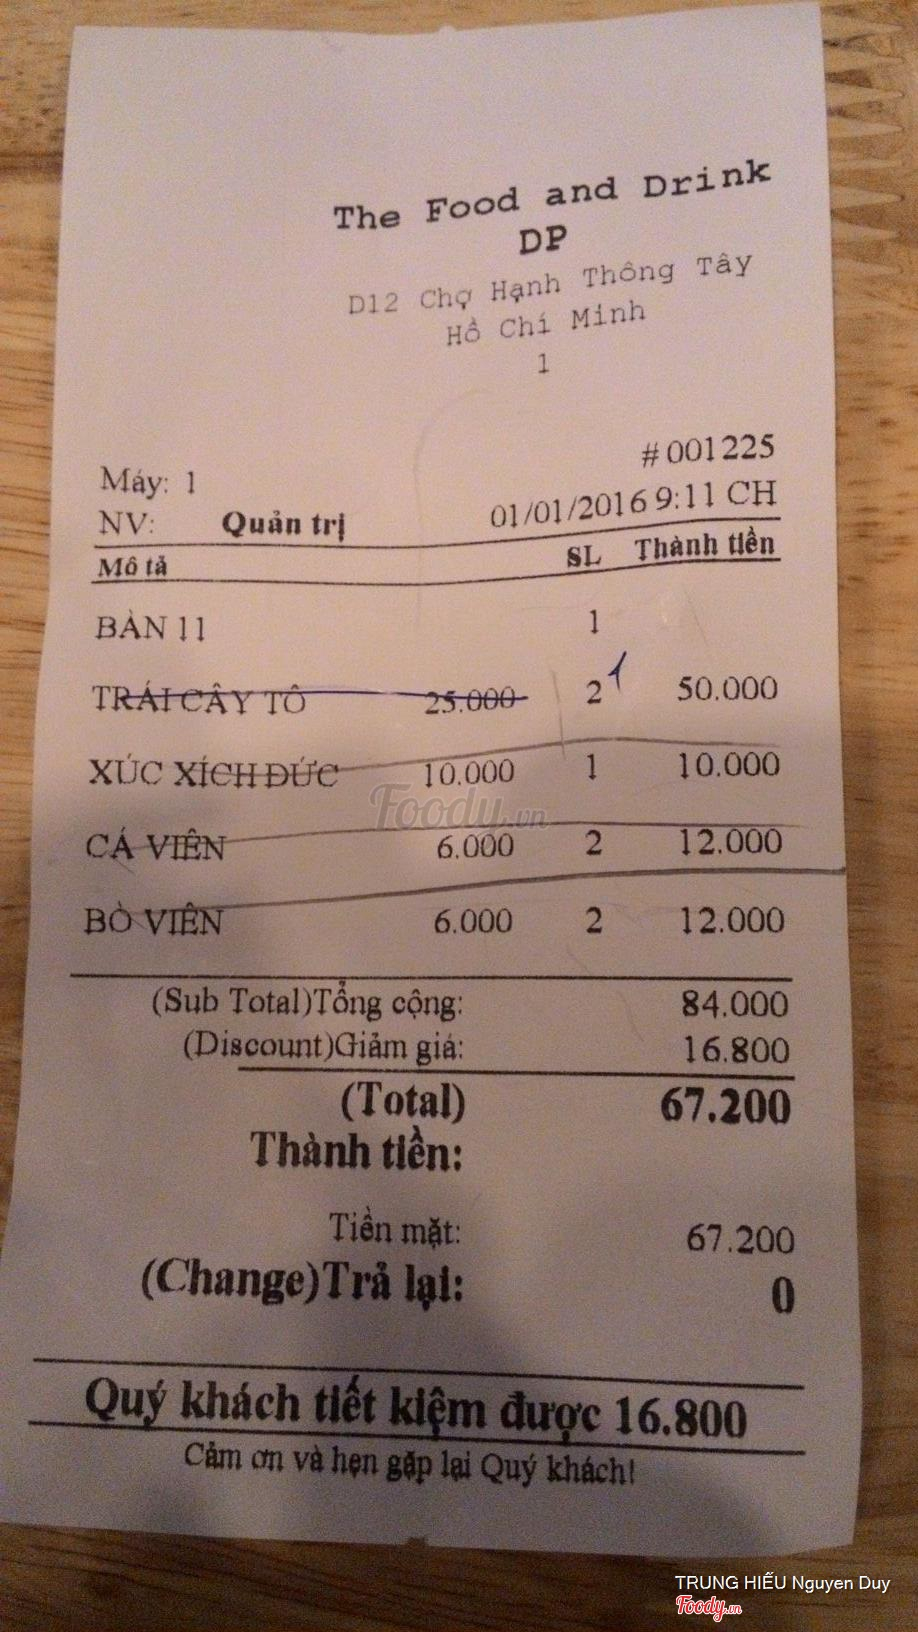 The Food and Drink
DP
D12 Chợ Hạnh Thông Tây
Hồ Chí Minh
1
#001225
Máy: 1
NV: Quản trị 01/01/2016 9:11 CH
Mô tả SL Thành tiền
BÀN 11 1
TRÁI CÂY TÔ 25.000 2 1 50.000
XÚC XÍCH ĐỨC 10.000 1 10.000
Foody.vn
CÁ VIÊN 6.000 2 12.000
BÒ VIÊN 6.000 2 12.000
(Sub Total)Tổng cộng: 84.000
(Discount)Giảm giá: 16.800
(Total) 67.200
Thành tiền:
Tiền mặt: 67.200
(Change)Trả lại: 0
Quý khách tiết kiệm được 16.800
Cảm ơn và hẹn gặp lại Quý khách!
TRUNG HIẾU Nguyen Duy
Foody.vn